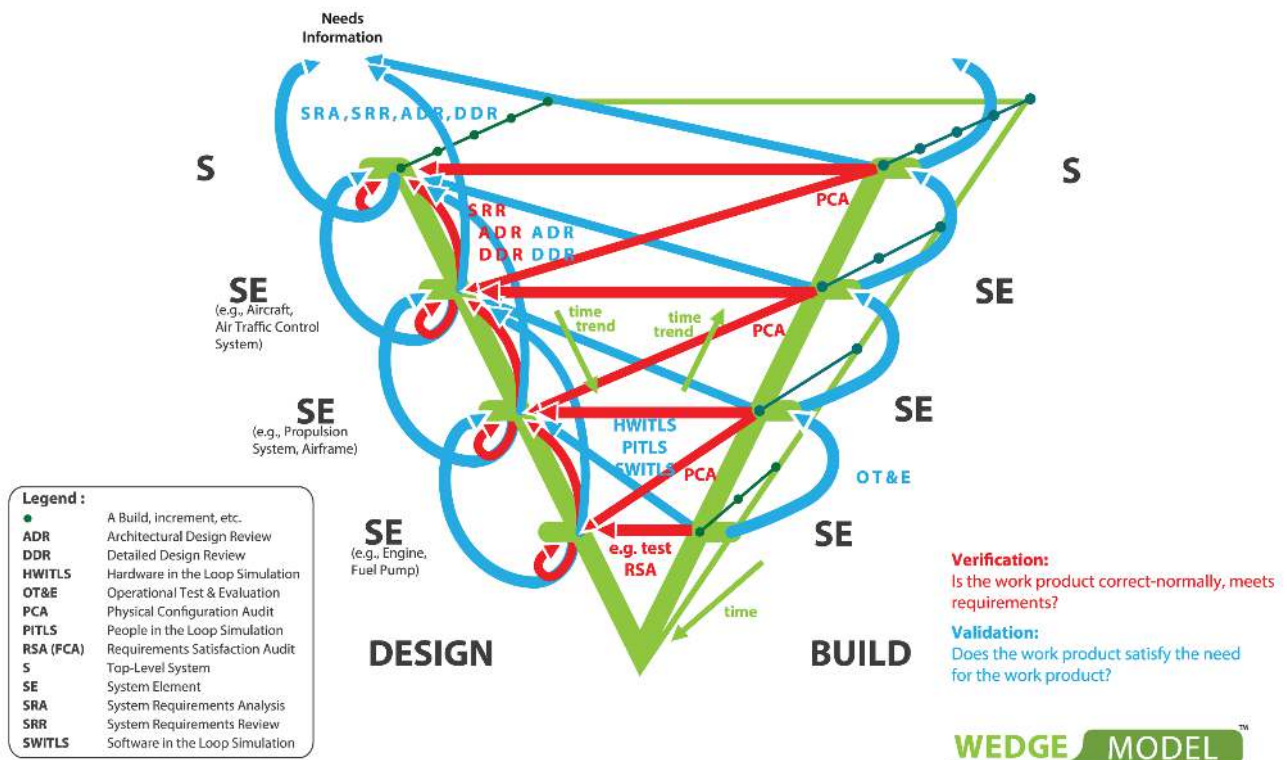 Needs
Information
SRA,SRR,ADR,DDR
S
S
PCA
SRR
ADR ADR
DDR DDR
SE
(e.g., Aircraft,
Air Traffic Control
System)
SE
time
trend
time
trend
PCA
SE
(e.g., Propulsion
System, Airframe)
SE
HWITLS
PITLS
SWITLS
PCA
OT&E
SE
(e.g., Engine,
Fuel Pump)
SE
e.g. test
RSA
time
DESIGN
BUILD
Legend :
A Build, increment, etc.
ADR Architectural Design Review
DDR Detailed Design Review
HWITLS Hardware in the Loop Simulation
OT&E Operational Test & Evaluation
PCA Physical Configuration Audit
PITLS People in the Loop Simulation
RSA (FCA) Requirements Satisfaction Audit
S Top-Level System
SE System Element
SRA System Requirements Analysis
SRR System Requirements Review
SWITLS Software in the Loop Simulation
Verification:
Is the work product correct-normally, meets
requirements?
Validation:
Does the work product satisfy the need
for the work product?
WEDGE MODEL™